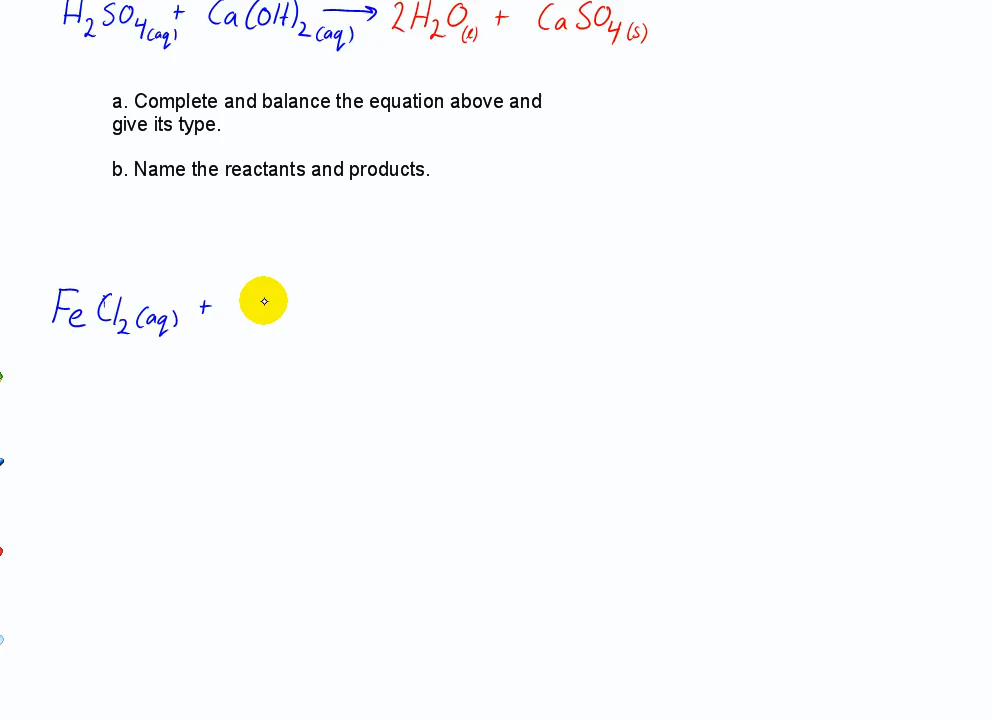 H₂SO₄(aq) + Ca(OH)₂(aq) → 2H₂O(l) + CaSO₄(s)
a. Complete and balance the equation above and
give its type.
b. Name the reactants and products.
FeCl₂(aq) +